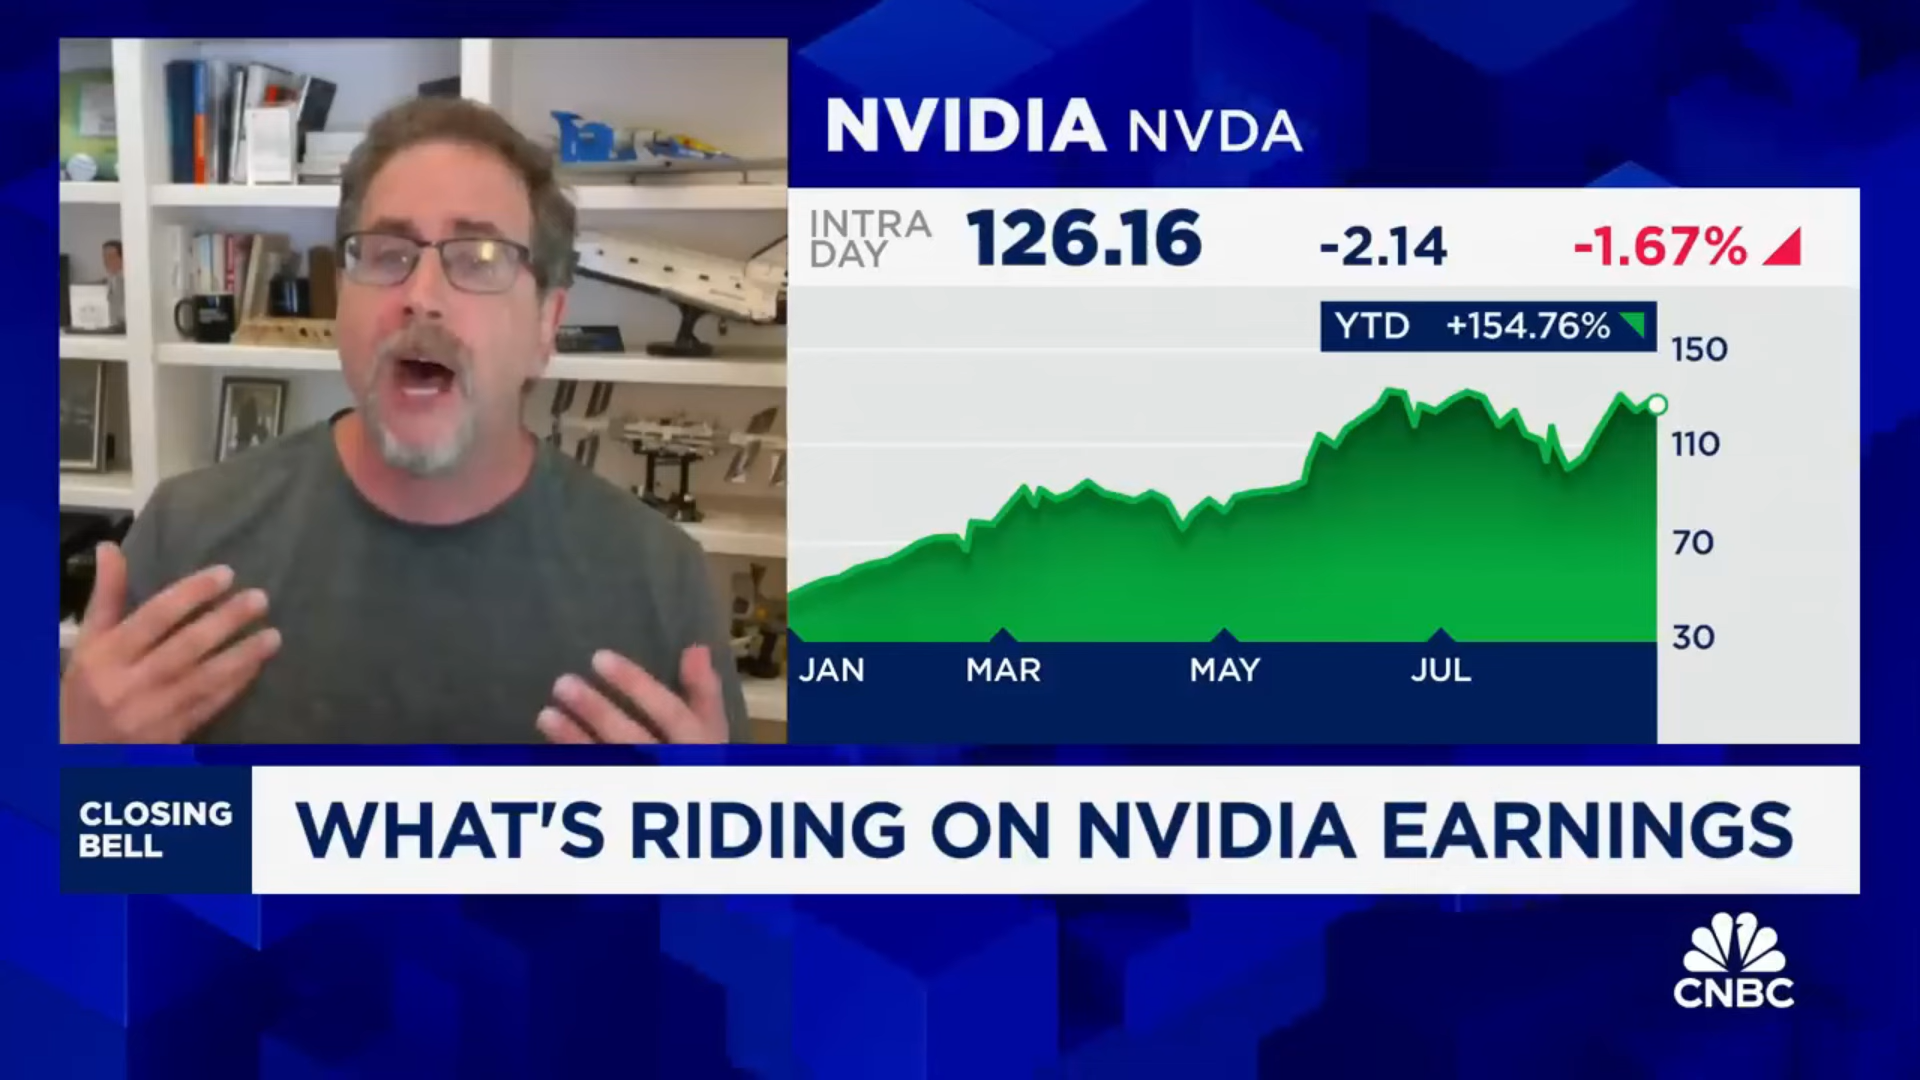 NVIDIA NVDA
INTRA
DAY
126.16
-2.14
-1.67%
YTD +154.76%
150
110
70
30
JAN
MAR
MAY
JUL
CLOSING
BELL
WHAT'S RIDING ON NVIDIA EARNINGS
CNBC